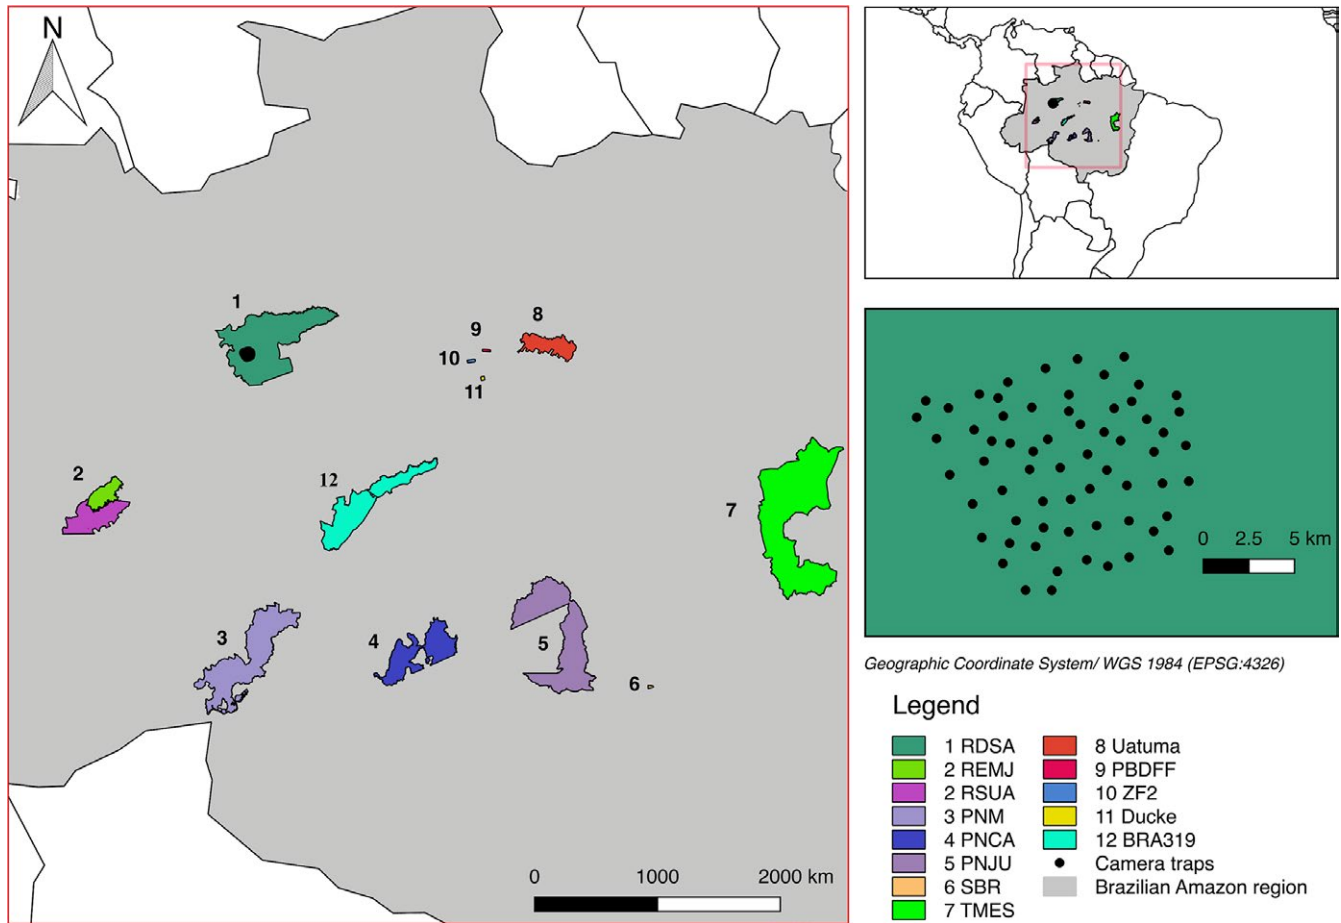 N
1
8
9
10
11
2
12
7
3
4
5
6
0 1000 2000 km
0 2.5 5 km
Geographic Coordinate System/ WGS 1984 (EPSG:4326)
Legend
1 RDSA
2 REMJ
2 RSUA
3 PNM
4 PNCA
5 PNJU
6 SBR
7 TMES
8 Uatuma
9 PBDFF
10 ZF2
11 Ducke
12 BRA319
Camera traps
Brazilian Amazon region